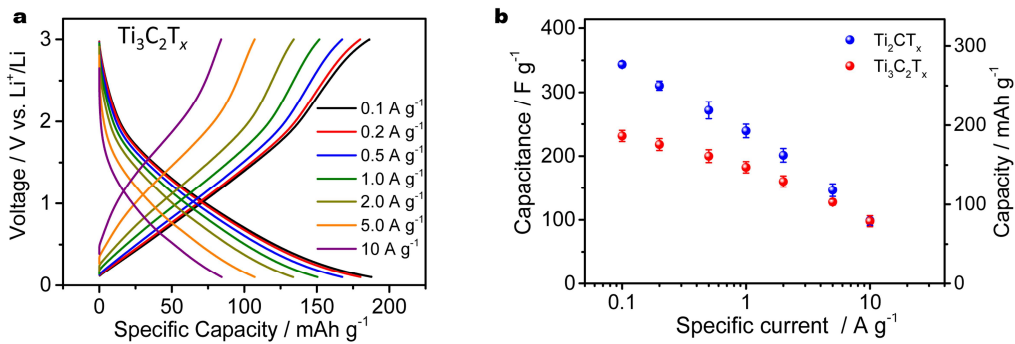 a
Ti₃C₂Tₓ
Voltage / V vs. Li⁺/Li
3
2
1
0
0.1 A g⁻¹
0.2 A g⁻¹
0.5 A g⁻¹
1.0 A g⁻¹
2.0 A g⁻¹
5.0 A g⁻¹
10 A g⁻¹
0 50 100 150 200
Specific Capacity / mAh g⁻¹
b
Capacitance / F g⁻¹
400
300
200
100
0
Ti₂CTₓ
Ti₃C₂Tₓ
300
200
100
0
Capacity / mAh g⁻¹
0.1 1 10
Specific current / A g⁻¹